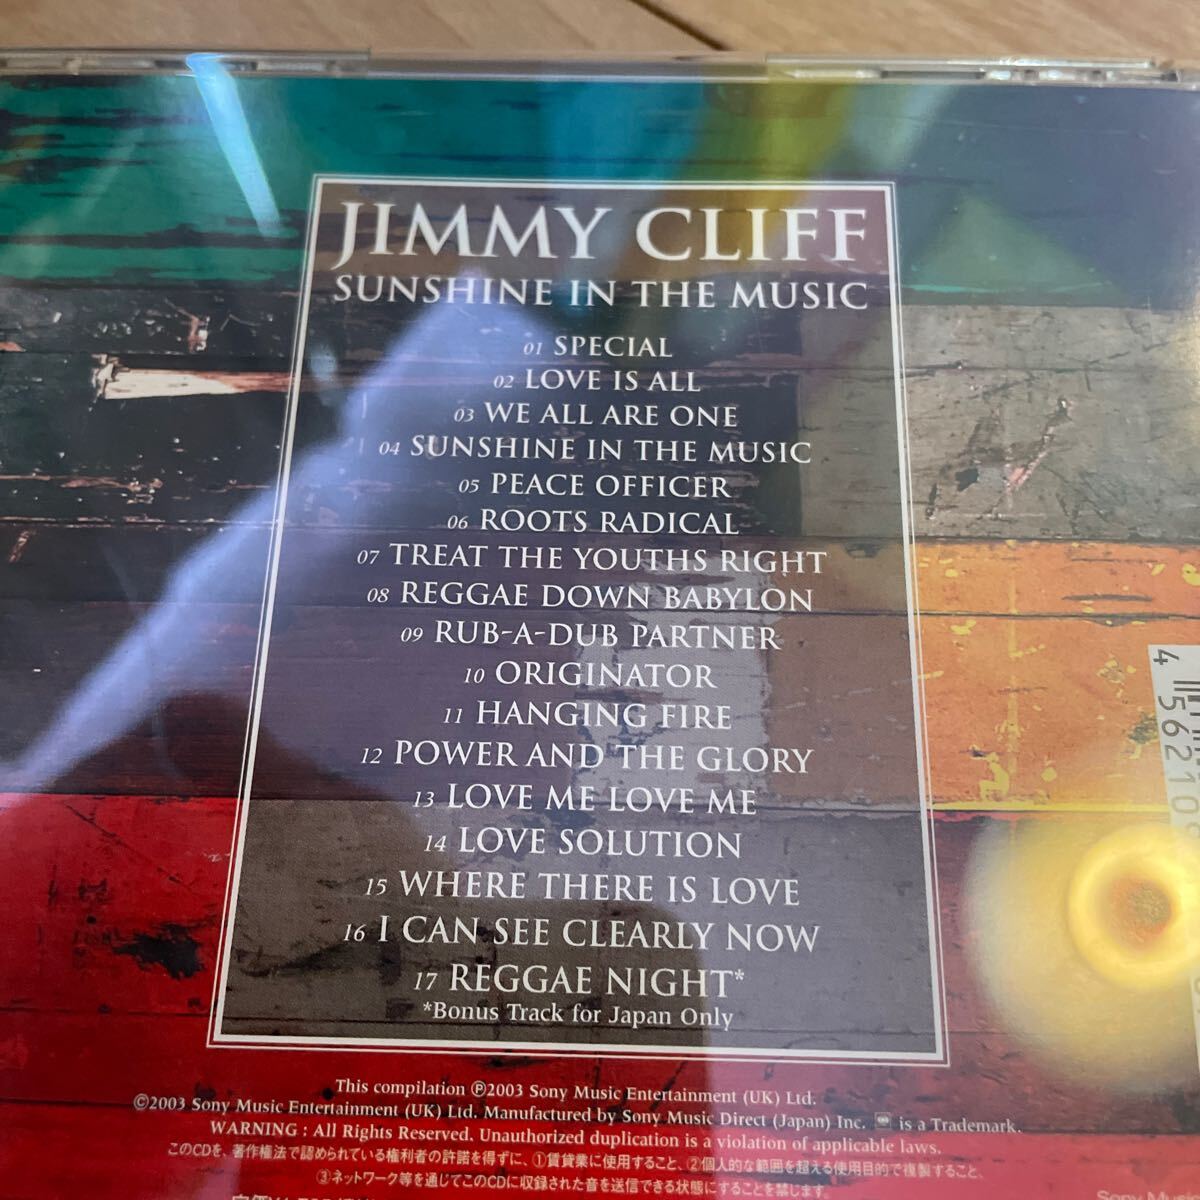 JIMMY CLIFF
SUNSHINE IN THE MUSIC
01 SPECIAL
02 LOVE IS ALL
03 WE ALL ARE ONE
04 SUNSHINE IN THE MUSIC
05 PEACE OFFICER
06 ROOTS RADICAL
07 TREAT THE YOUTHS RIGHT
08 REGGAE DOWN BABYLON
09 RUB-A-DUB PARTNER
10 ORIGINATOR
11 HANGING FIRE
12 POWER AND THE GLORY
13 LOVE ME LOVE ME
14 LOVE SOLUTION
15 WHERE THERE IS LOVE
16 I CAN SEE CLEARLY NOW
17 REGGAE NIGHT*
*Bonus Track for Japan Only
This compilation ℗2003 Sony Music Entertainment (UK) Ltd.
©2003 Sony Music Entertainment (UK) Ltd. Manufactured by Sony Music Direct (Japan) Inc. is a Trademark.
WARNING : All Rights Reserved. Unauthorized duplication is a violation of applicable laws.
このCDを、著作権法で認められている権利者の許諾を得ずに、①賃貸業に使用すること、②個人的な範囲を超える使用目的で複製すること、
③ネットワーク等を通じてこのCDに収録された音を送信できる状態にすることを禁じます。
4 56210